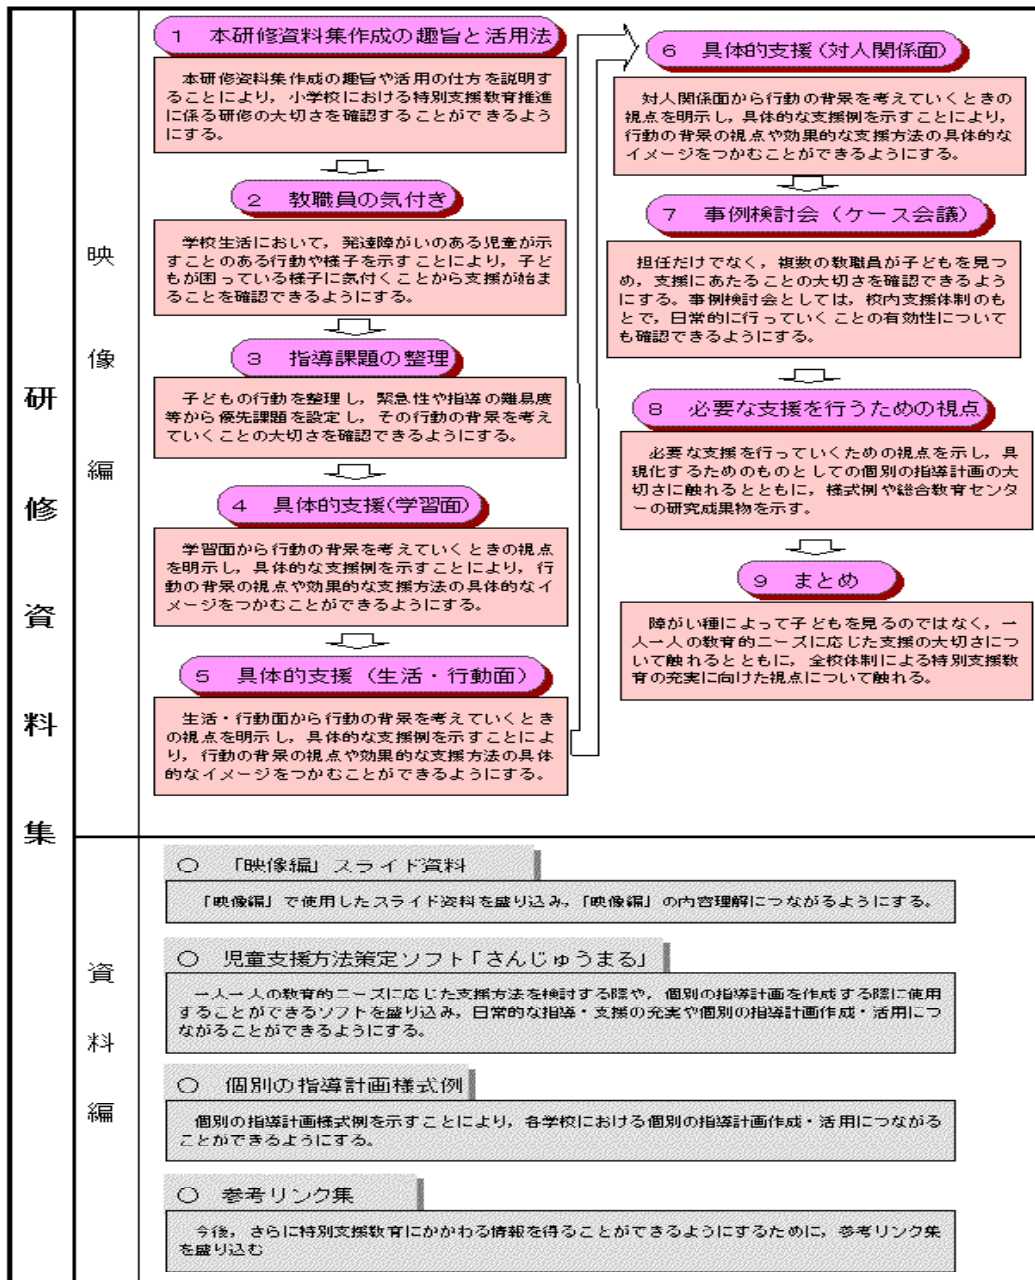 研修資料集
映像編
1 本研修資料集作成の趣旨と活用法
本研修資料集作成の趣旨や活用の仕方を説明す
ることにより，小学校における特別支援教育推進
に係る研修の大切さを確認することができるよう
にする。
2 教職員の気付き
学校生活において，発達障がいのある児童が示
すことのある行動や様子を示すことにより，子ど
もが困っている様子に気付くことから支援が始ま
ることを確認できるようにする。
3 指導課題の整理
子どもの行動を整理し，緊急性や指導の難易度
等から優先課題を設定し，その行動の背景を考え
ていくことの大切さを確認できるようにする。
4 具体的支援(学習面)
学習面から行動の背景を考えていくときの視点
を明示し，具体的な支援例を示すことにより，行
動の背景の視点や効果的な支援方法の具体的なイ
メージをつかむことができるようにする。
5 具体的支援（生活・行動面）
生活・行動面から行動の背景を考えていくとき
の視点を明示し，具体的な支援例を示すことによ
り，行動の背景の視点や効果的な支援方法の具体
的なイメージをつかむことができるようにする。
6 具体的支援（対人関係面）
対人関係面から行動の背景を考えていくときの
視点を明示し，具体的な支援例を示すことにより，
行動の背景の視点や効果的な支援方法の具体的な
イメージをつかむことができるようにする。
7 事例検討会（ケース会議）
担任だけでなく，複数の教職員が子どもを見つ
め，支援にあたることの大切さを確認できるよう
にする。事例検討会としては，校内支援体制のも
とで，日常的に行っていくことの有効性について
も確認できるようにする。
8 必要な支援を行うための視点
必要な支援を行っていくための視点を示し，具
現化するためのものとしての個別の指導計画の大
切さに触れるとともに，様式例や総合教育センタ
ーの研究成果物を示す。
9 まとめ
障がい種によって子どもを見るのではなく，一
人一人の教育的ニーズに応じた支援の大切さにつ
いて触れるとともに，全校体制による特別支援教
育の充実に向けた視点について触れる。
資料編
○ 「映像編」スライド資料
「映像編」で使用したスライド資料を盛り込み，「映像編」の内容理解につながるようにする。
○ 児童支援方法策定ソフト「さんじゅうまる」
一人一人の教育的ニーズに応じた支援方法を検討する際や，個別の指導計画を作成する際に使用
することができるソフトを盛り込み，日常的な指導・支援の充実や個別の指導計画作成・活用につ
ながることができるようにする。
○ 個別の指導計画様式例
個別の指導計画様式例を示すことにより，各学校における個別の指導計画作成・活用につながる
ことができるようにする。
○ 参考リンク集
今後，さらに特別支援教育にかかわる情報を得ることができるようにするために，参考リンク集
を盛り込む